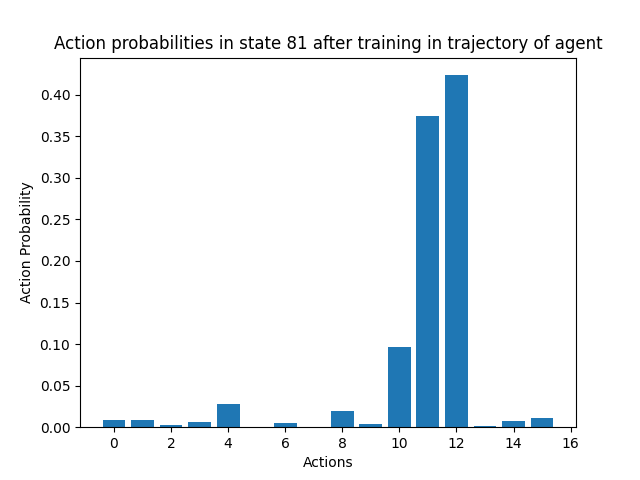 Action probabilities in state 81 after training in trajectory of agent
0.40
0.35
0.30
0.25
0.20
0.15
0.10
0.05
0.00
Action Probability
0 2 4 6 8 10 12 14 16
Actions